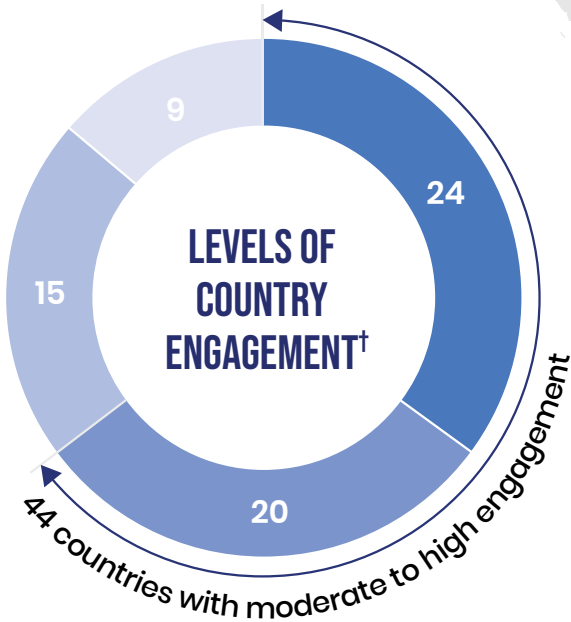 9
24
LEVELS OF
COUNTRY
ENGAGEMENT†
15
20
44 countries with moderate to high engagement